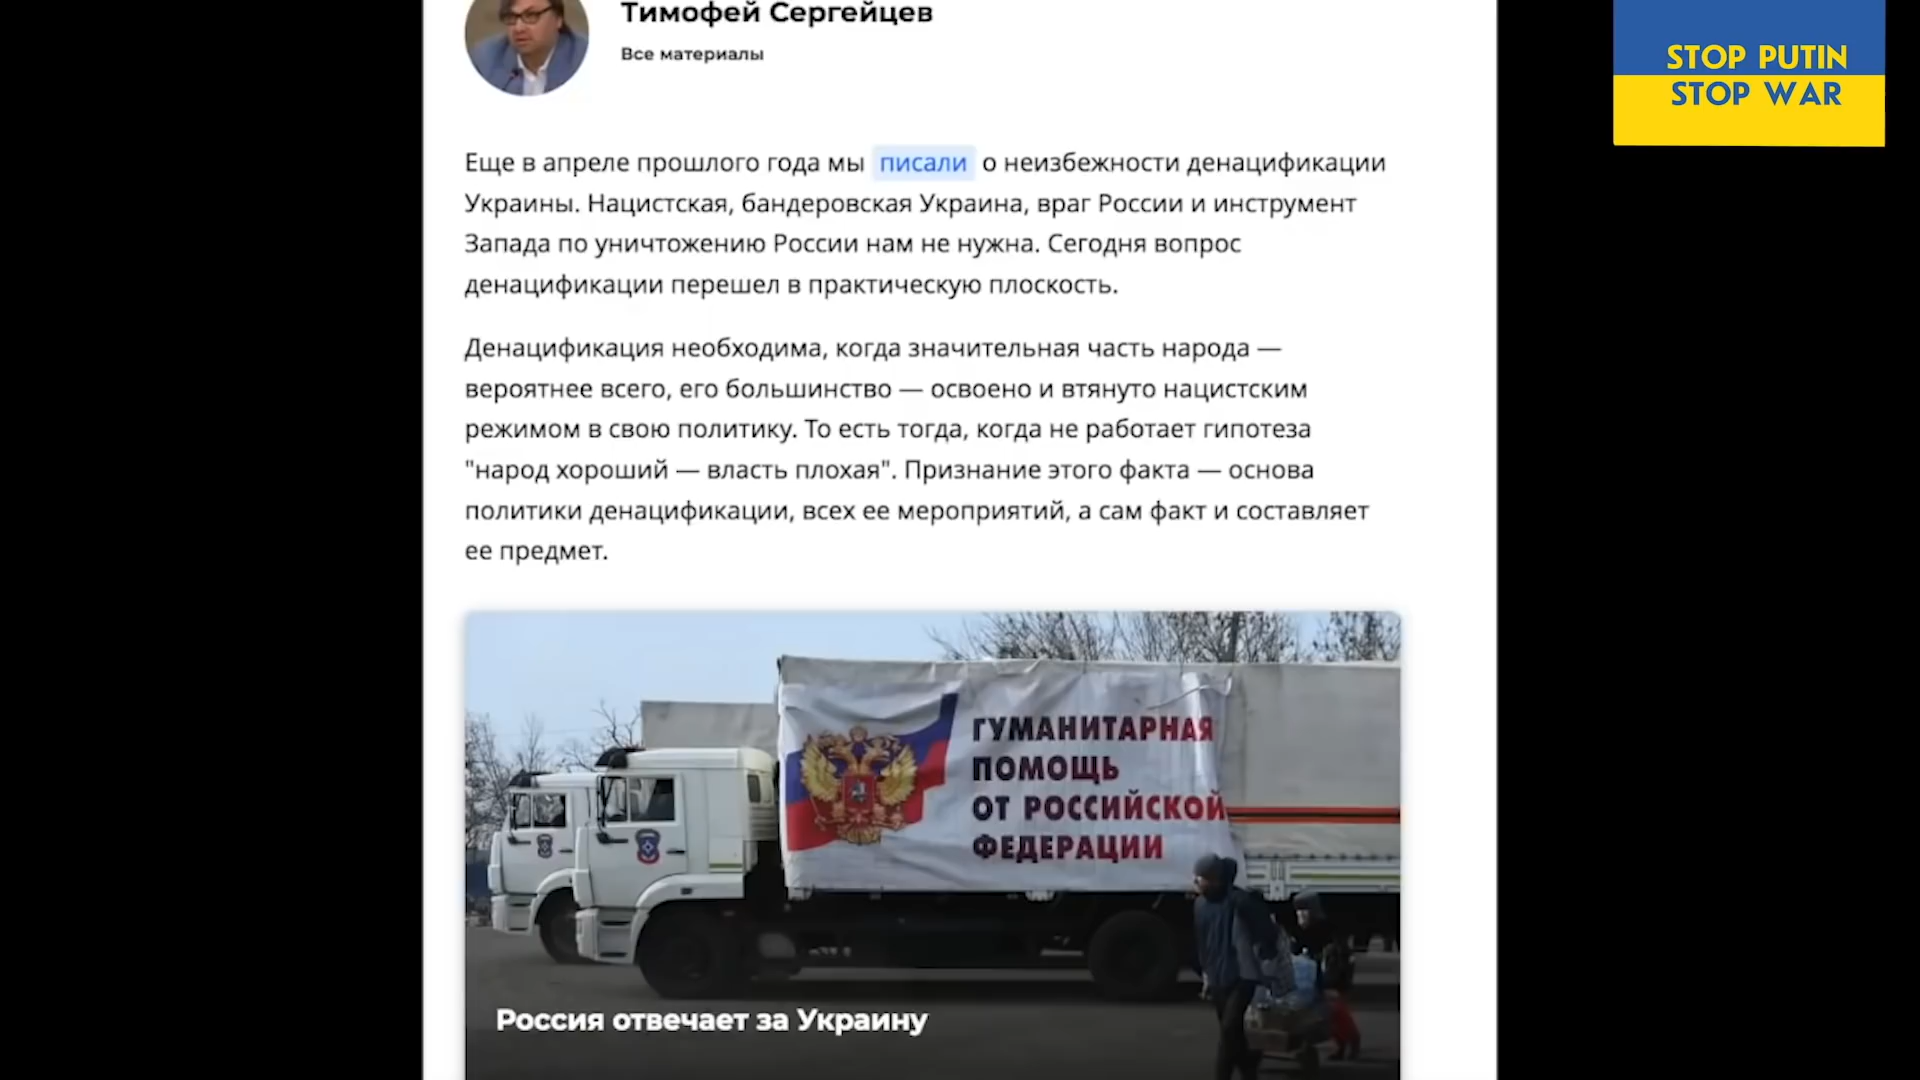 Тимофей Сергейцев
Все материалы
STOP PUTIN
STOP WAR
Еще в апреле прошлого года мы писали о неизбежности денацификации
Украины. Нацистская, бандеровская Украина, враг России и инструмент
Запада по уничтожению России нам не нужна. Сегодня вопрос
денацификации перешел в практическую плоскость.
Денацификация необходима, когда значительная часть народа —
вероятнее всего, его большинство — освоено и втянуто нацистским
режимом в свою политику. То есть тогда, когда не работает гипотеза
"народ хороший — власть плохая". Признание этого факта — основа
политики денацификации, всех ее мероприятий, а сам факт и составляет
ее предмет.
ГУМАНИТАРНАЯ
ПОМОЩЬ
ОТ РОССИЙСКОЙ
ФЕДЕРАЦИИ
Россия отвечает за Украину